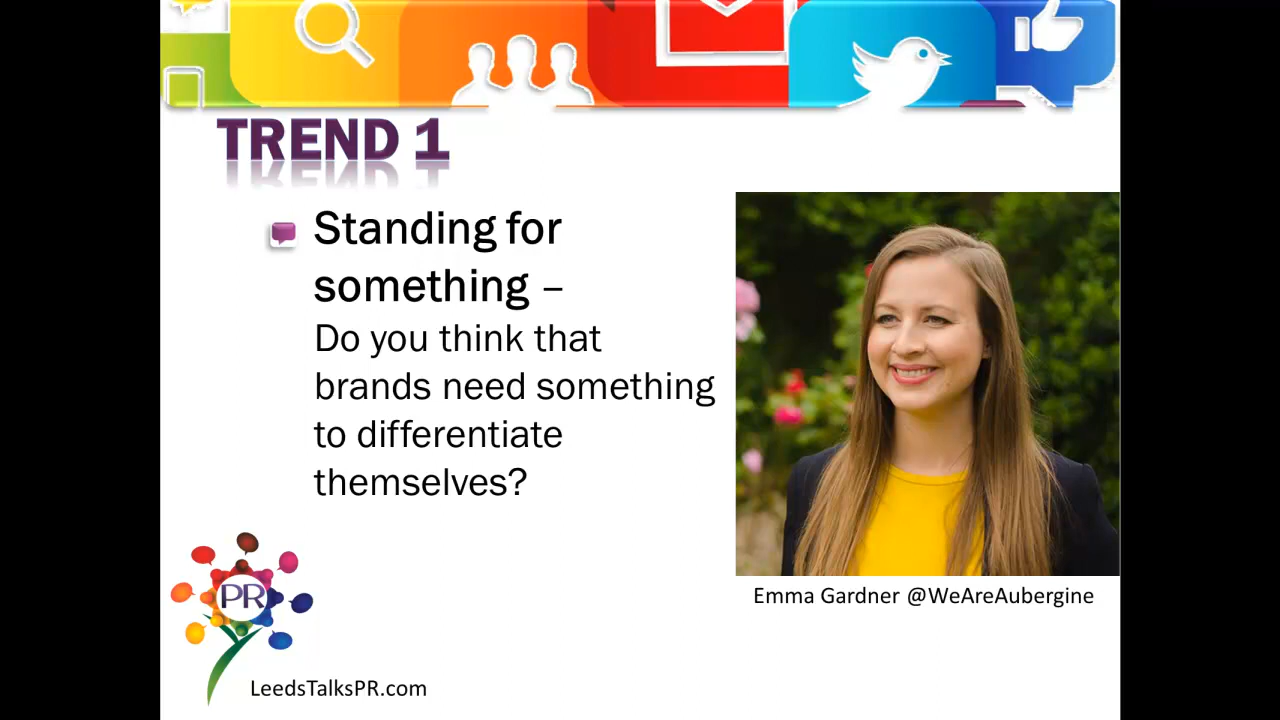 TREND 1
Standing for
something –
Do you think that
brands need something
to differentiate
themselves?
Emma Gardner @WeAreAubergine
PR
LeedsTalksPR.com